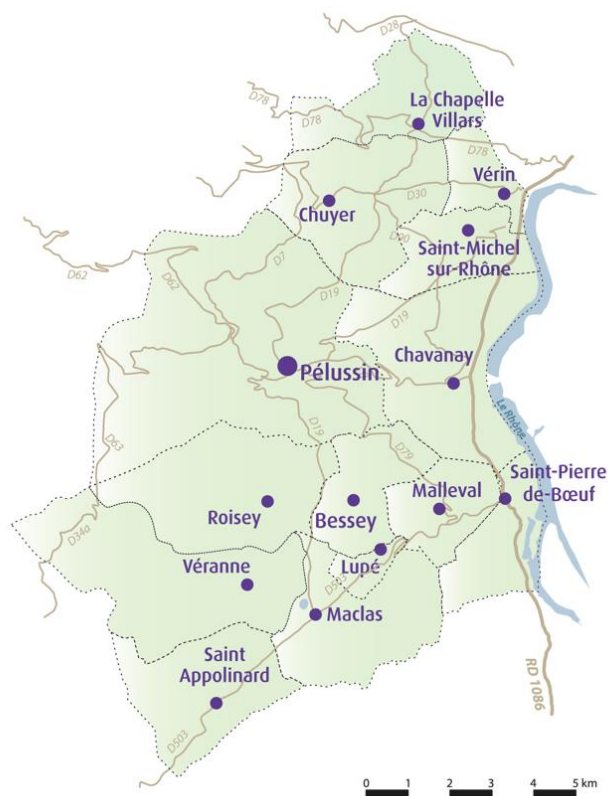 D28
La Chapelle
Villars
D78
D78
D78
Vérin
D30
Chuyer
Saint-Michel
sur-Rhône
D90
D7
D62
D62
D19
D19
Chavanay
Pélussin
Le Rhône
D19
D63
D79
Saint-Pierre
de-Bœuf
Malleval
Roisey
Bessey
D34a
Lupé
Véranne
D503
Maclas
Saint
Appolinard
RD 1086
D503
0 1 2 3 4 5 km